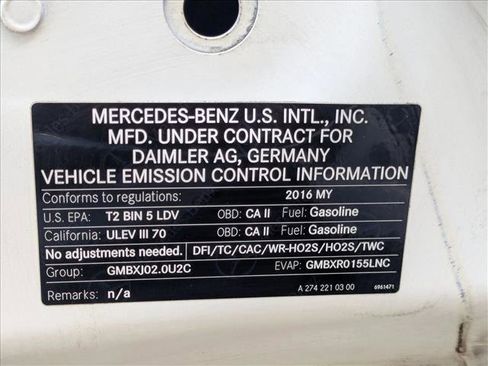 MERCEDES-BENZ U.S. INTL., INC.
MFD. UNDER CONTRACT FOR
DAIMLER AG, GERMANY
VEHICLE EMISSION CONTROL INFORMATION
Conforms to regulations: 2016 MY
U.S. EPA: T2 BIN 5 LDV OBD: CA II Fuel: Gasoline
California: ULEV III 70 OBD: CA II Fuel: Gasoline
No adjustments needed. DFI/TC/CAC/WR-HO2S/HO2S/TWC
Group: GMBXJ02.0U2C EVAP: GMBXR0155LNC
Remarks: n/a A 274 221 03 00 6961471